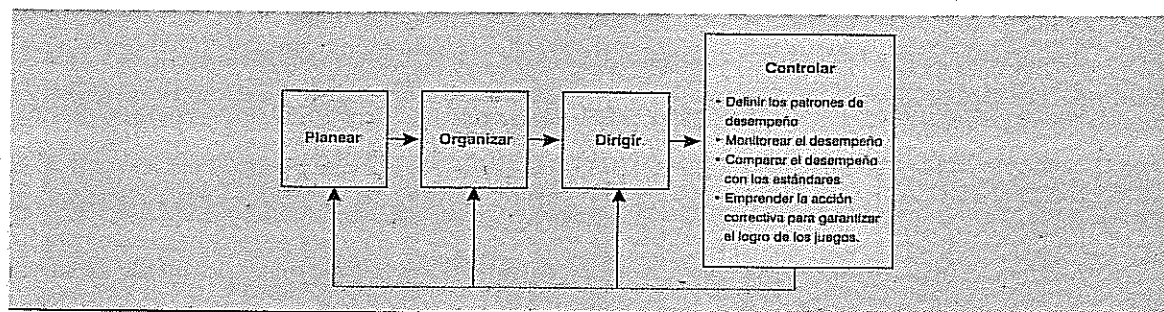 Planear
Organizar
Dirigir
Controlar
• Definir los patrones de
desempeño
• Monitorear el desempeño
• Comparar el desempeño
con los estándares
• Emprender la acción
correctiva para garantizar
el logro de los juegos.